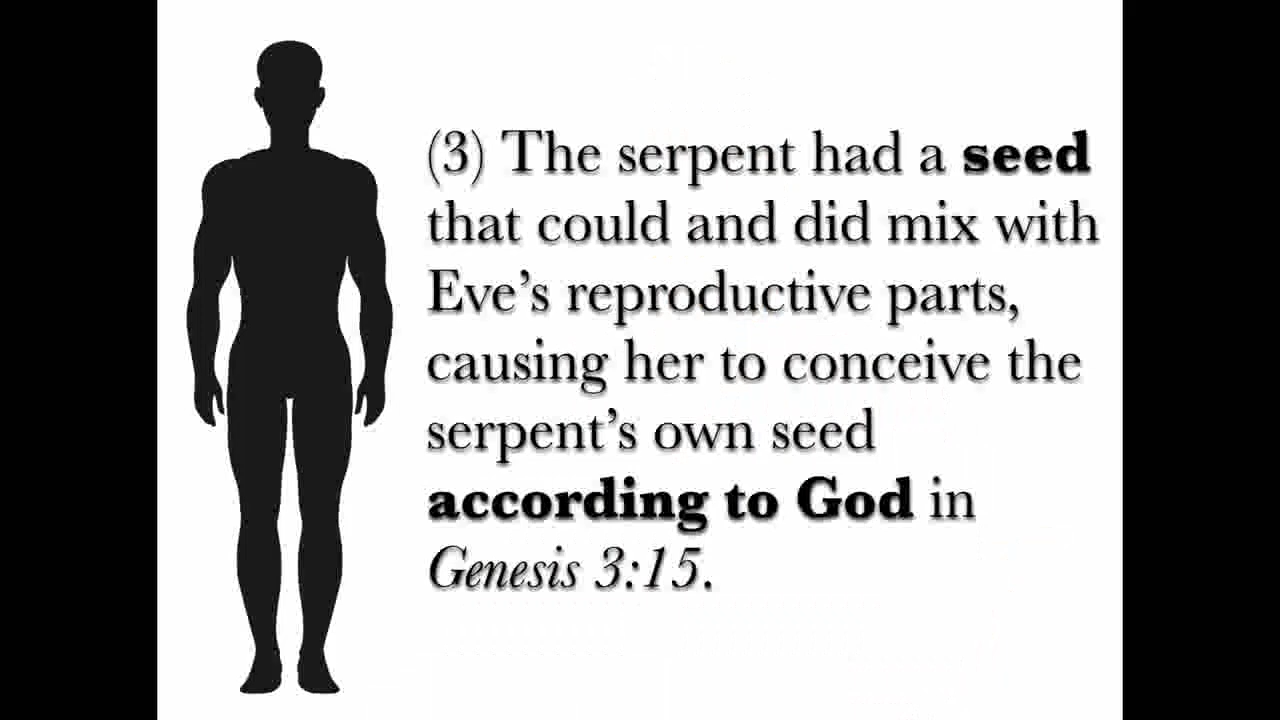 (3) The serpent had a seed
that could and did mix with
Eve’s reproductive parts,
causing her to conceive the
serpent’s own seed
according to God in
Genesis 3:15.